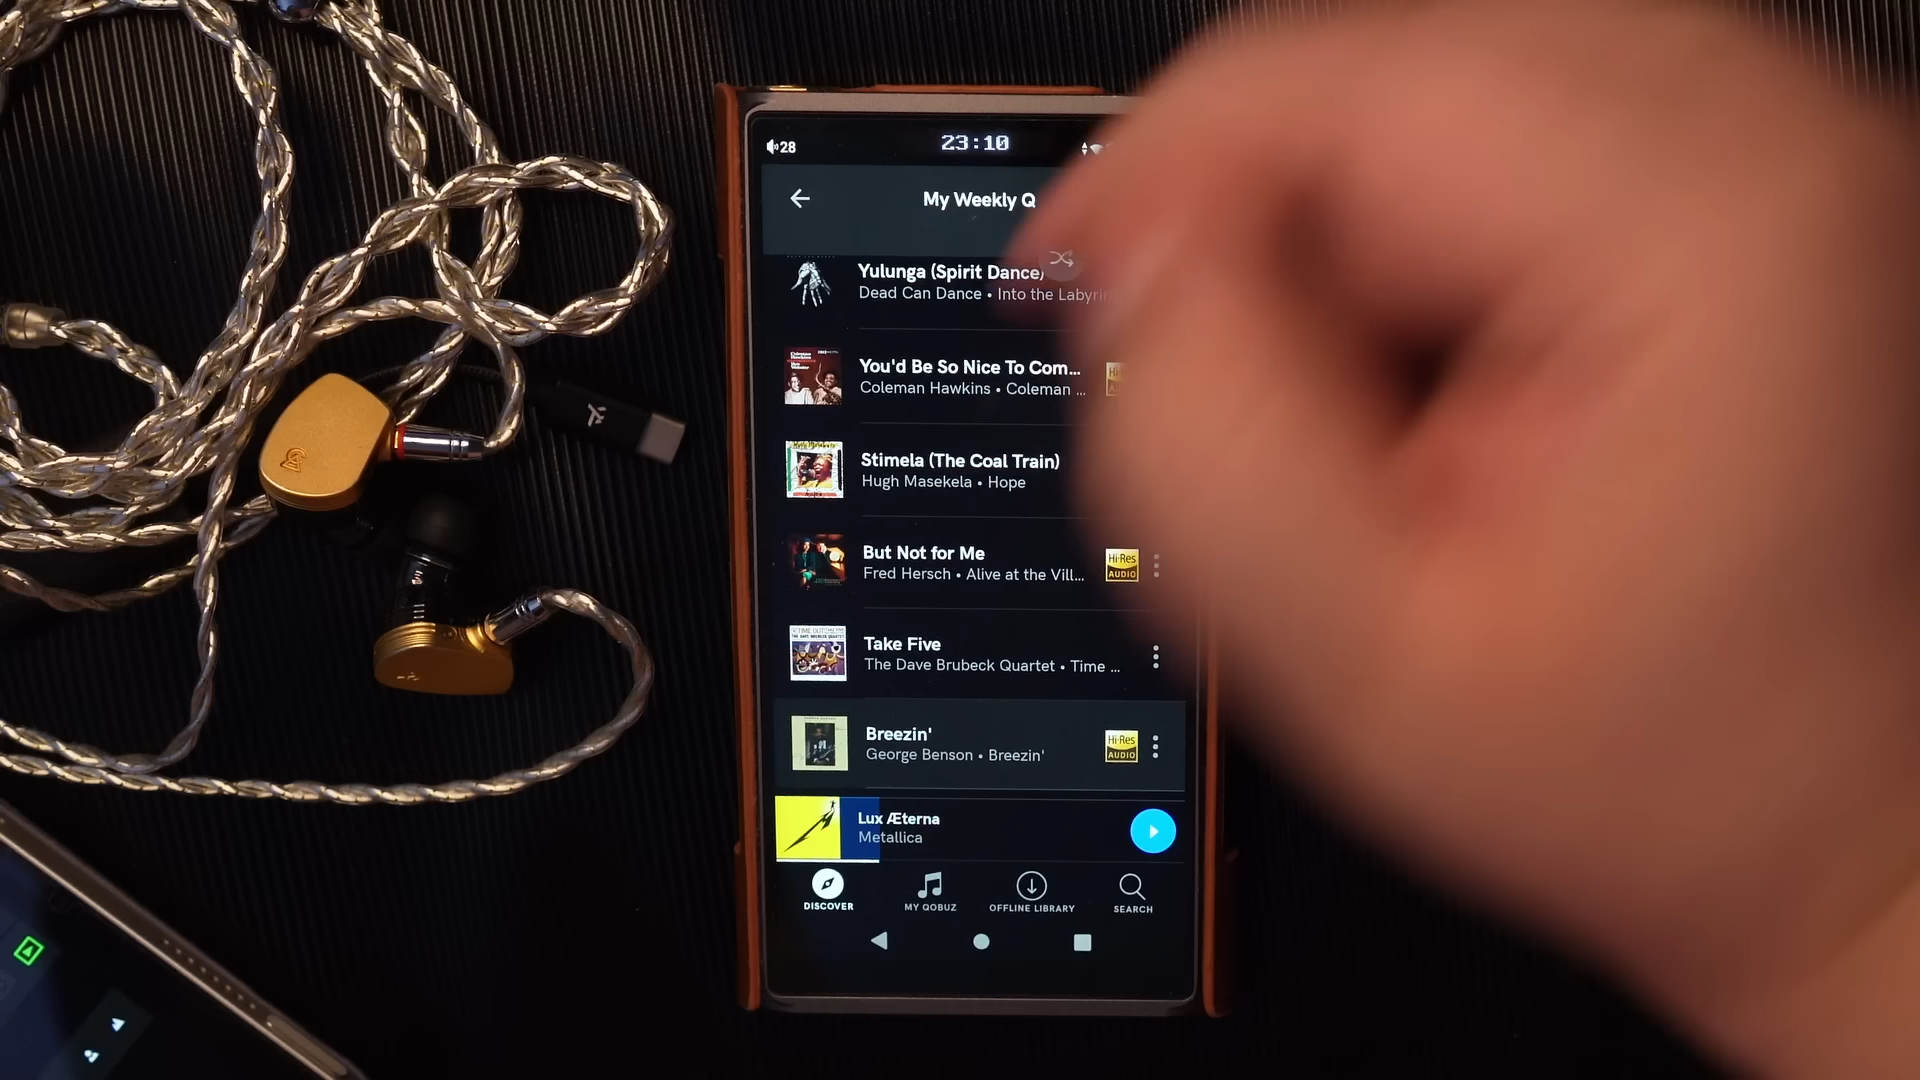 28
23:10
My Weekly Q
Yulunga (Spirit Dance)
Dead Can Dance • Into the Labyrin
You'd Be So Nice To Com...
Coleman Hawkins • Coleman ...
Stimela (The Coal Train)
Hugh Masekela • Hope
But Not for Me
Fred Hersch • Alive at the Vill...
Hi-Res
AUDIO
Take Five
The Dave Brubeck Quartet • Time ...
Breezin'
George Benson • Breezin'
Hi-Res
AUDIO
Lux Æterna
Metallica
DISCOVER
MY QOBUZ
OFFLINE LIBRARY
SEARCH